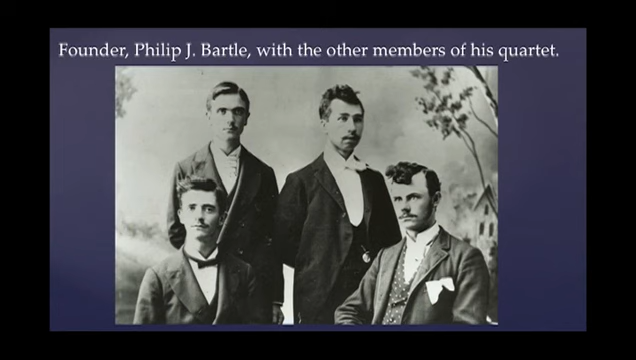 Founder, Philip J. Bartle, with the other members of his quartet.